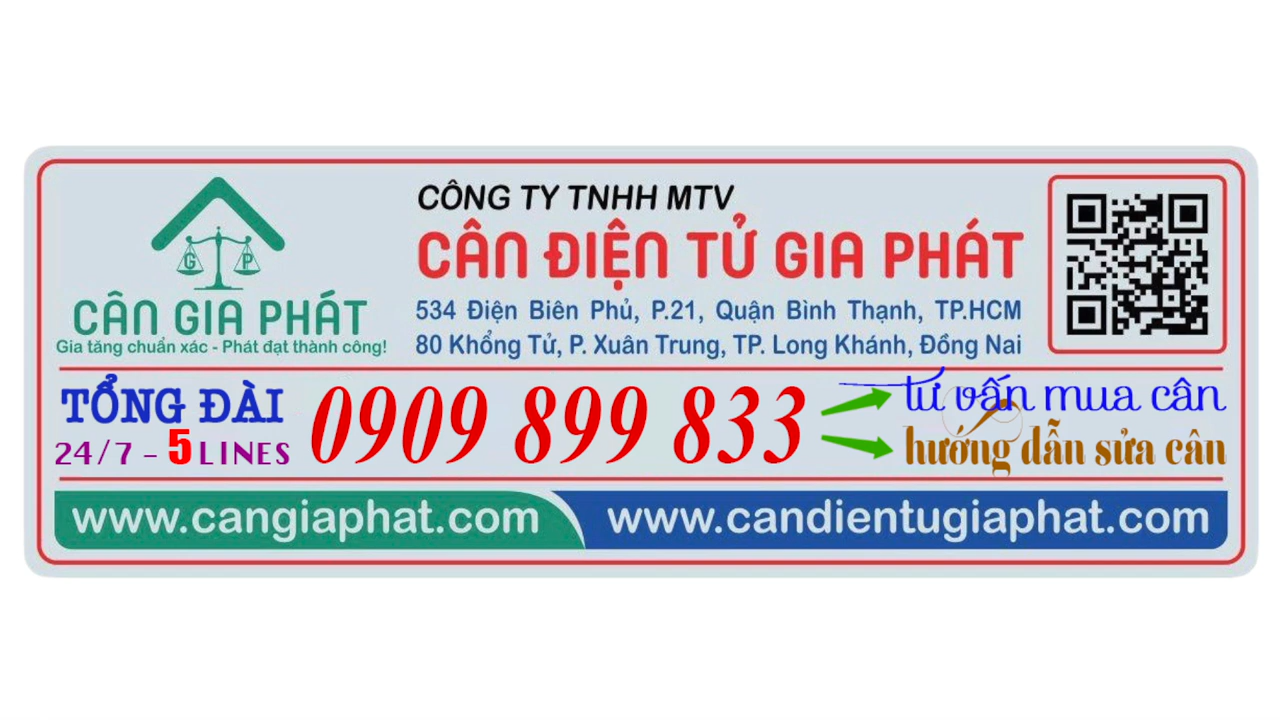 G P
CÂN GIA PHÁT
Gia tăng chuẩn xác - Phát đạt thành công!
CÔNG TY TNHH MTV
CÂN ĐIỆN TỬ GIA PHÁT
534 Điện Biên Phủ, P.21, Quận Bình Thạnh, TP.HCM
80 Khổng Tử, P. Xuân Trung, TP. Long Khánh, Đồng Nai
TỔNG ĐÀI
24/7 - 5 LINES
0909 899 833
tư vấn mua cân
hướng dẫn sửa cân
www.cangiaphat.com
www.candientugiaphat.com